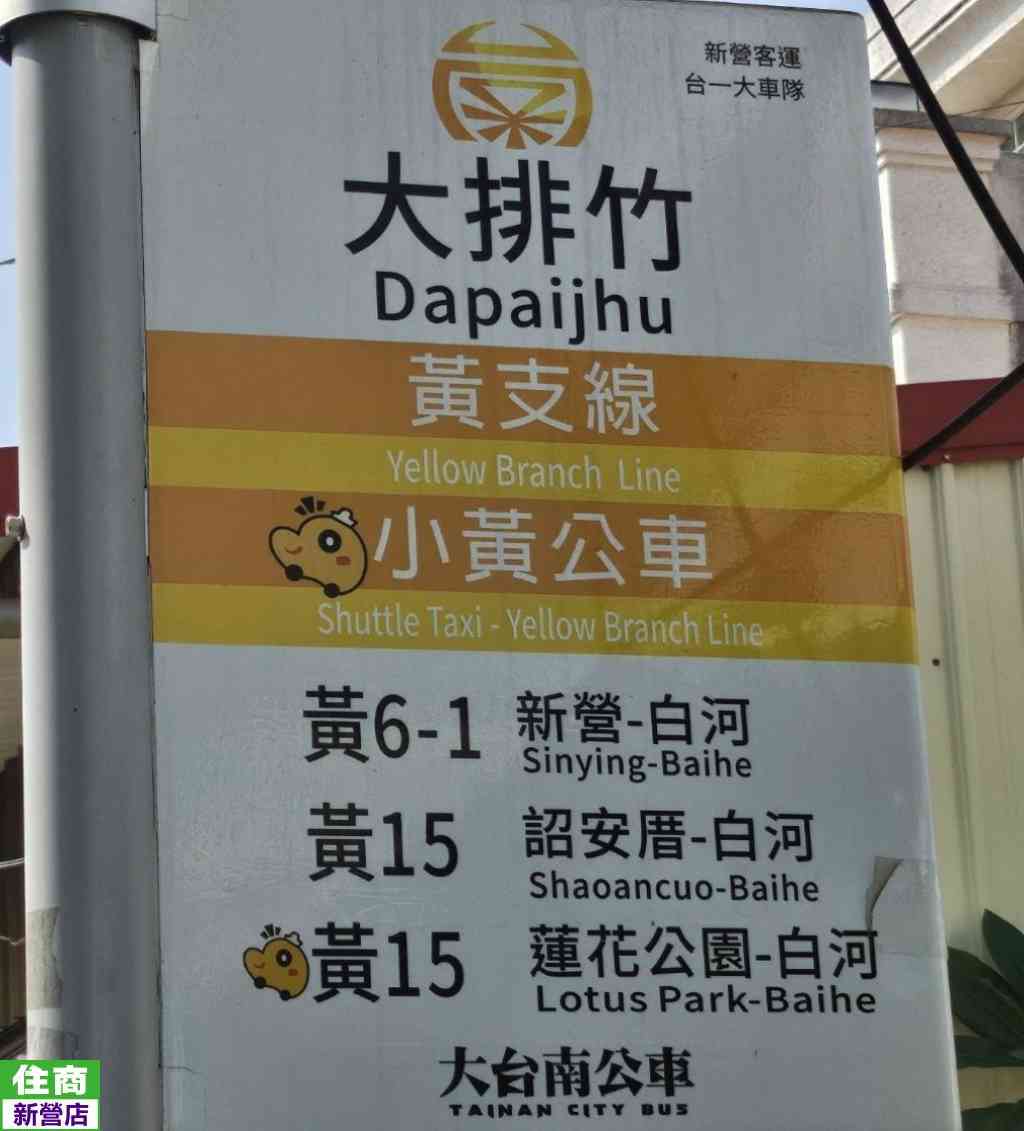 新營客運
台一大車隊
大排竹
Dapaijhu
黃支線
Yellow Branch Line
小黃公車
Shuttle Taxi - Yellow Branch Line
黃6-1 新營-白河
Sinying-Baihe
黃15 詔安厝-白河
Shaoancuo-Baihe
黃15 蓮花公園-白河
Lotus Park-Baihe
大台南公車
TAINAN CITY BUS
住商
新營店